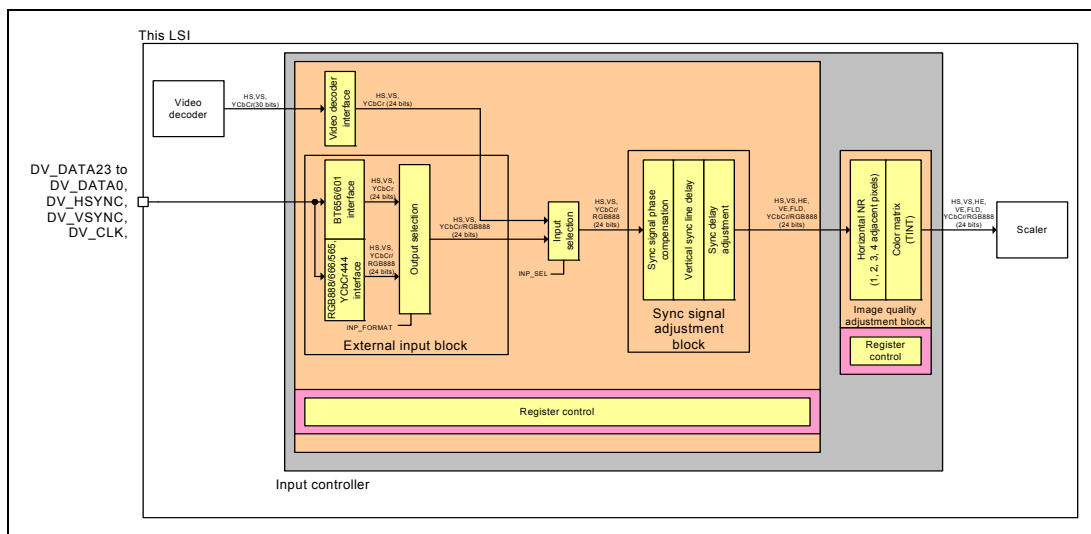 This LSI
Video
decoder
HS,VS,
YCbCr(30 bits)
Video decoder
interface
HS,VS,
YCbCr (24 bits)
DV_DATA23 to
DV_DATA0,
DV_HSYNC,
DV_VSYNC,
DV_CLK,
BT656/601
interface
HS,VS,
YCbCr
(24 bits)
RGB888/666/565,
YCbCr444
interface
HS,VS,
YCbCr/
RGB888
(24 bits)
Output selection
INP_FORMAT
External input block
HS,VS,
YCbCr/RGB888
(24 bits)
Input
selection
INP_SEL
HS,VS,
YCbCr/
RGB888
(24 bits)
Sync signal phase
compensation
Vertical sync line delay
Sync delay
adjustment
Sync signal
adjustment
block
HS,VS,HE,
VE,FLD,
YCbCr/RGB888
(24 bits)
Horizontal NR
(1, 2, 3, 4 adjacent pixels)
Color matrix
(TINT)
Image quality
adjustment block
Register
control
HS,VS,HE,
VE,FLD,
YCbCr/RGB888
(24 bits)
Scaler
Register control
Input controller